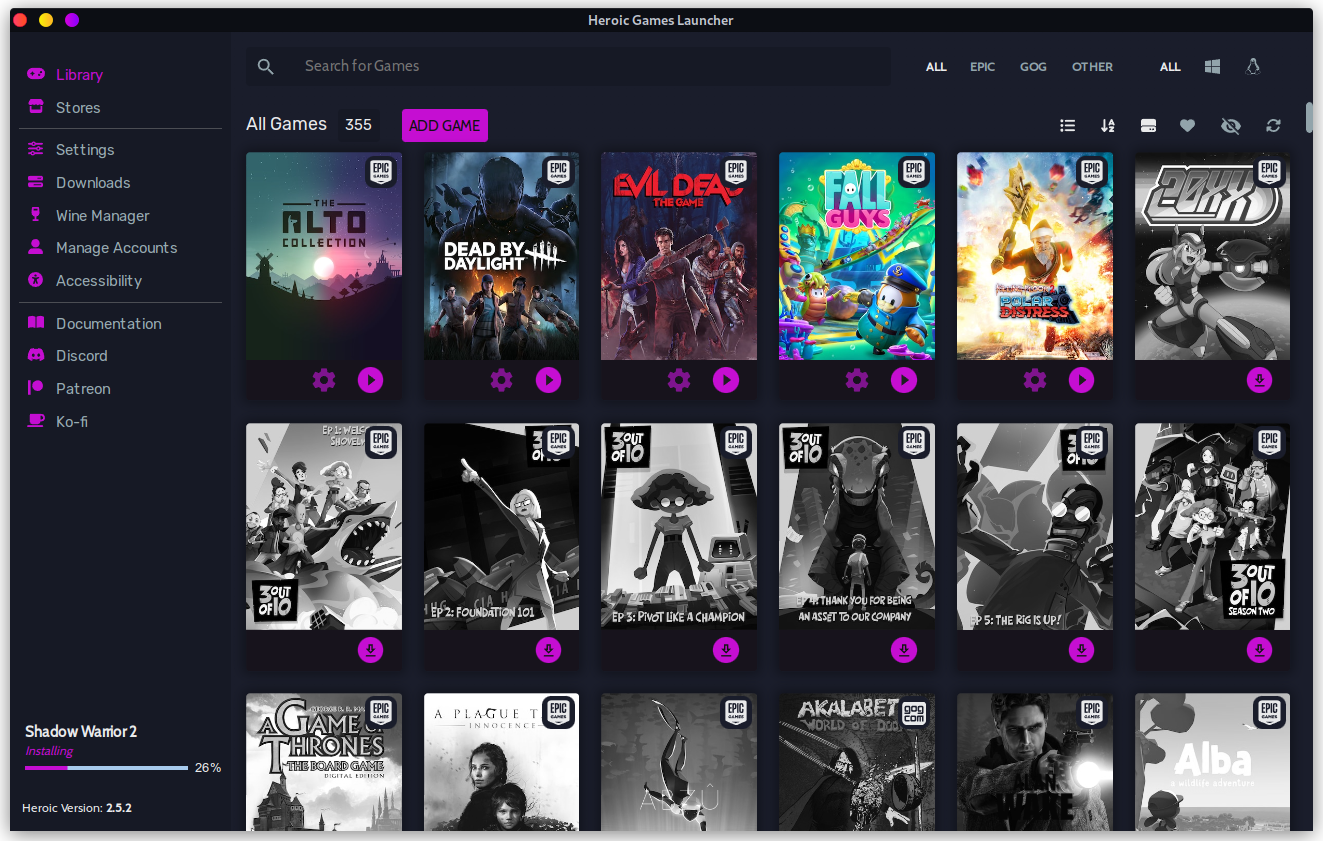 Heroic Games Launcher
Library
Stores
Settings
Downloads
Wine Manager
Manage Accounts
Accessibility
Documentation
Discord
Patreon
Ko-fi
Shadow Warrior 2
Installing
26%
Heroic Version: 2.5.2
Search for Games
ALL EPIC GOG OTHER ALL
All Games 355 ADD GAME
THE
ALTO
COLLECTION
EPIC
GAMES
DEAD BY
DAYLIGHT
EPIC
GAMES
EVIL DEAD
THE GAME
EPIC
GAMES
FALL
GUYS
EPIC
GAMES
POLAR
DISTRESS
EPIC
GAMES
20XX
EPIC
GAMES
EP 1: WELC
SHOVELW
3 OUT
OF 10
EPIC
GAMES
3
OF
EP 2: FOUNDATION 101
EPIC
GAMES
3 OUT
OF 10
EP 3: PIVOT LIKE A CHAMPION
EPIC
GAMES
3 OUT
OF 10
EP 4: THANK YOU FOR BEING
AN ASSET TO OUR COMPANY
EPIC
GAMES
3
OF 10
EP 5: THE RIG IS UP!
EPIC
GAMES
3 OUT
OF 10
SEASON TWO
EPIC
GAMES
A GAME OF
THRONES
THE BOARD GAME
DIGITAL EDITION
EPIC
GAMES
A PLAGUE T
INNOCENCE
EPIC
GAMES
ABZÛ
EPIC
GAMES
AKALABET
WORLD OF DOO
GOG
COM
WAKE
EPIC
GAMES
Alba
a wildlife adventure
EPIC
GAMES